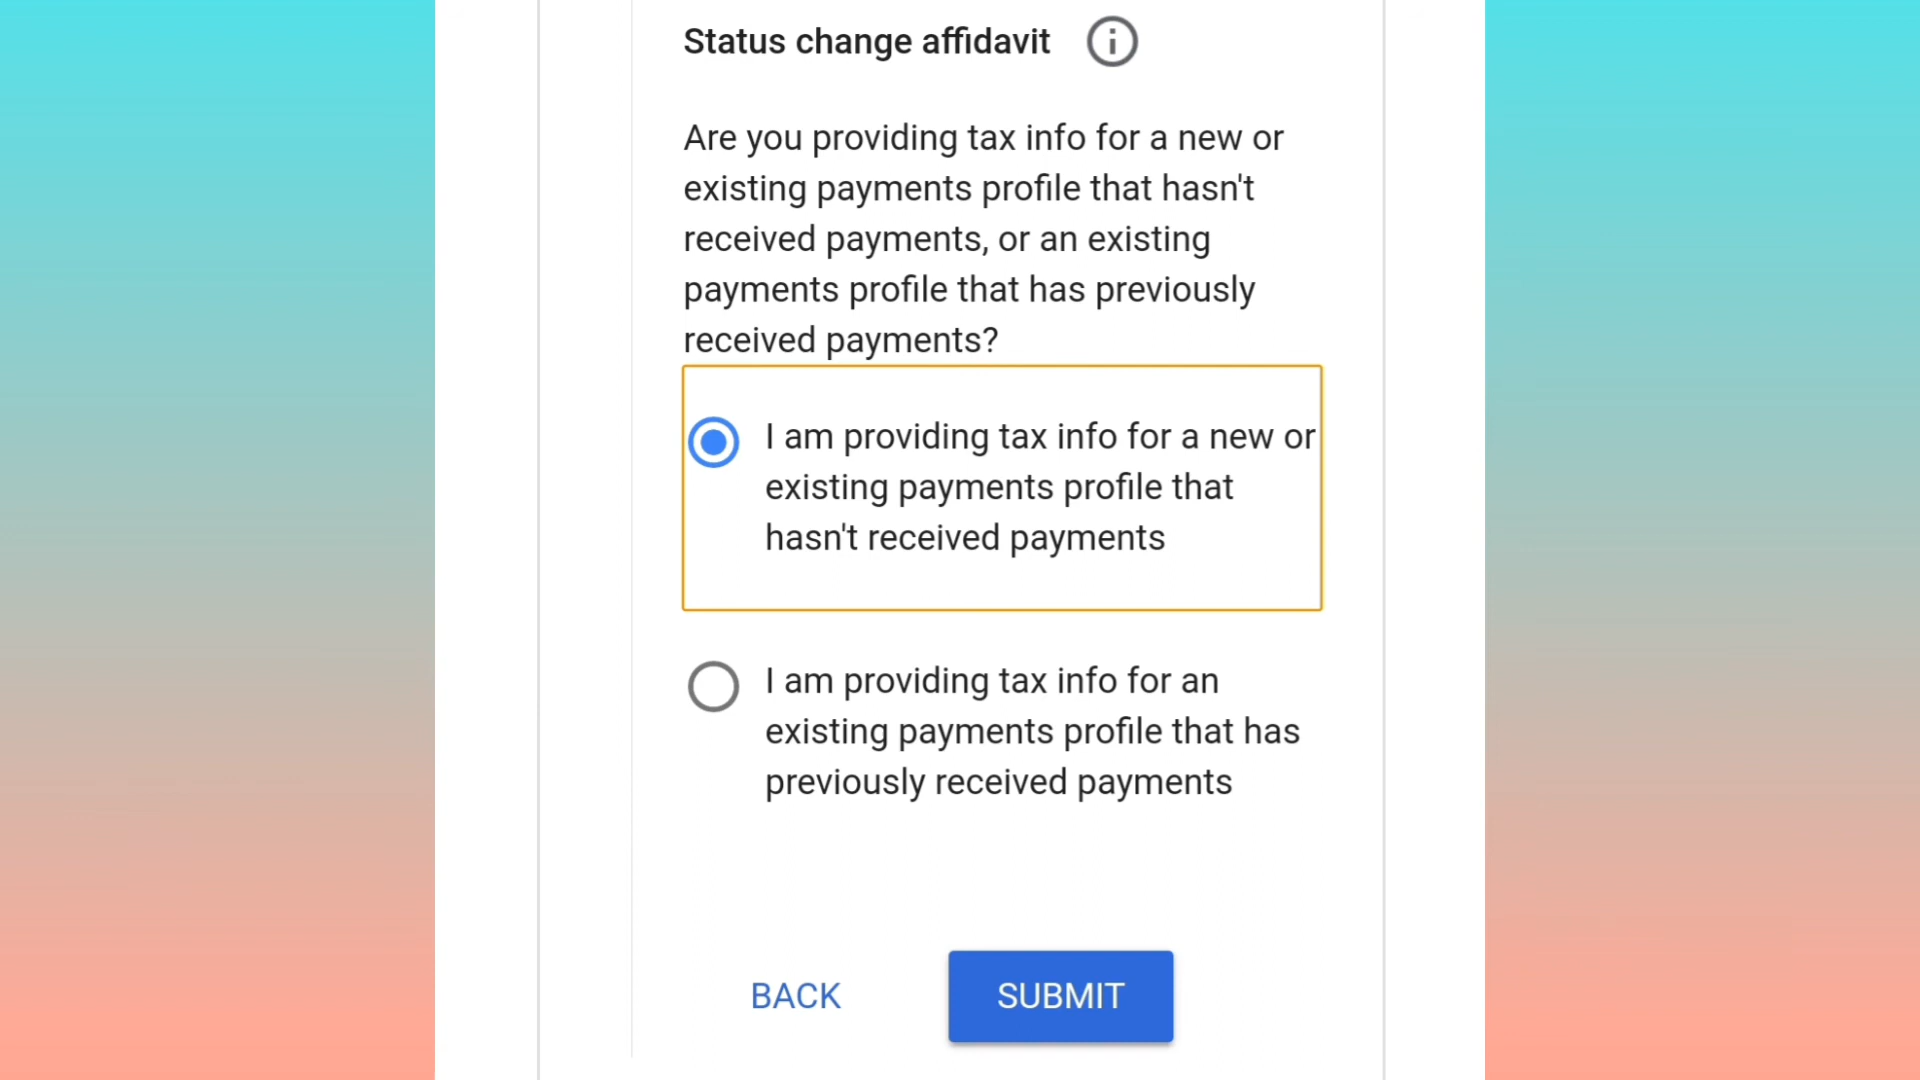 Status change affidavit
Are you providing tax info for a new or
existing payments profile that hasn't
received payments, or an existing
payments profile that has previously
received payments?
I am providing tax info for a new or
existing payments profile that
hasn't received payments
I am providing tax info for an
existing payments profile that has
previously received payments
BACK
SUBMIT